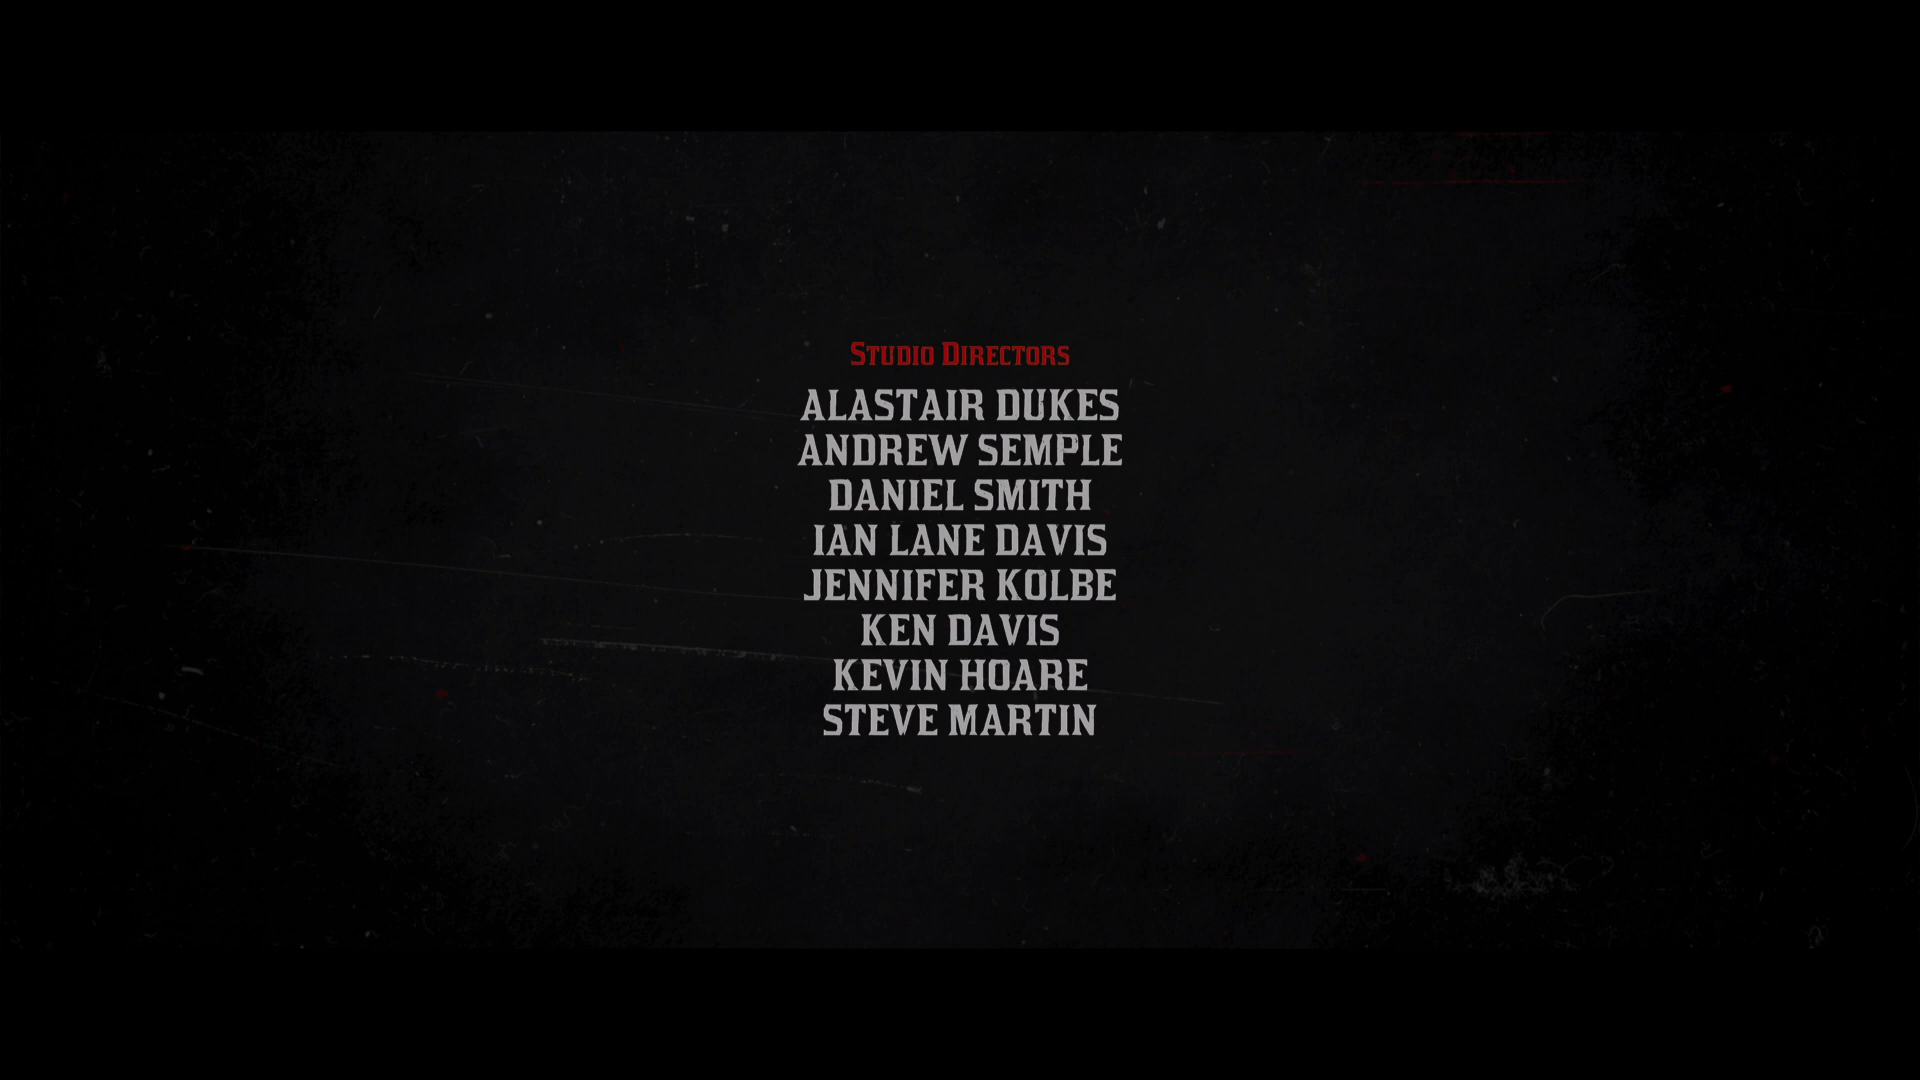 Studio Directors
ALASTAIR DUKES
ANDREW SEMPLE
DANIEL SMITH
IAN LANE DAVIS
JENNIFER KOLBE
KEN DAVIS
KEVIN HOARE
STEVE MARTIN